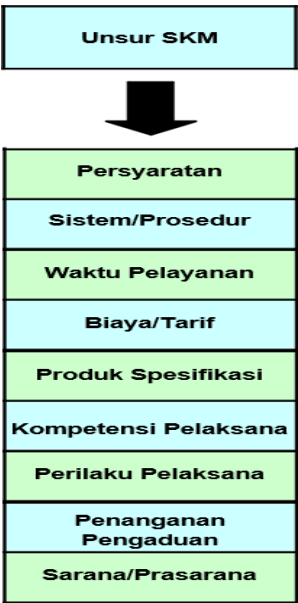 Unsur SKM
Persyaratan
Sistem/Prosedur
Waktu Pelayanan
Biaya/Tarif
Produk Spesifikasi
Kompetensi Pelaksana
Perilaku Pelaksana
Penanganan
Pengaduan
Sarana/Prasarana